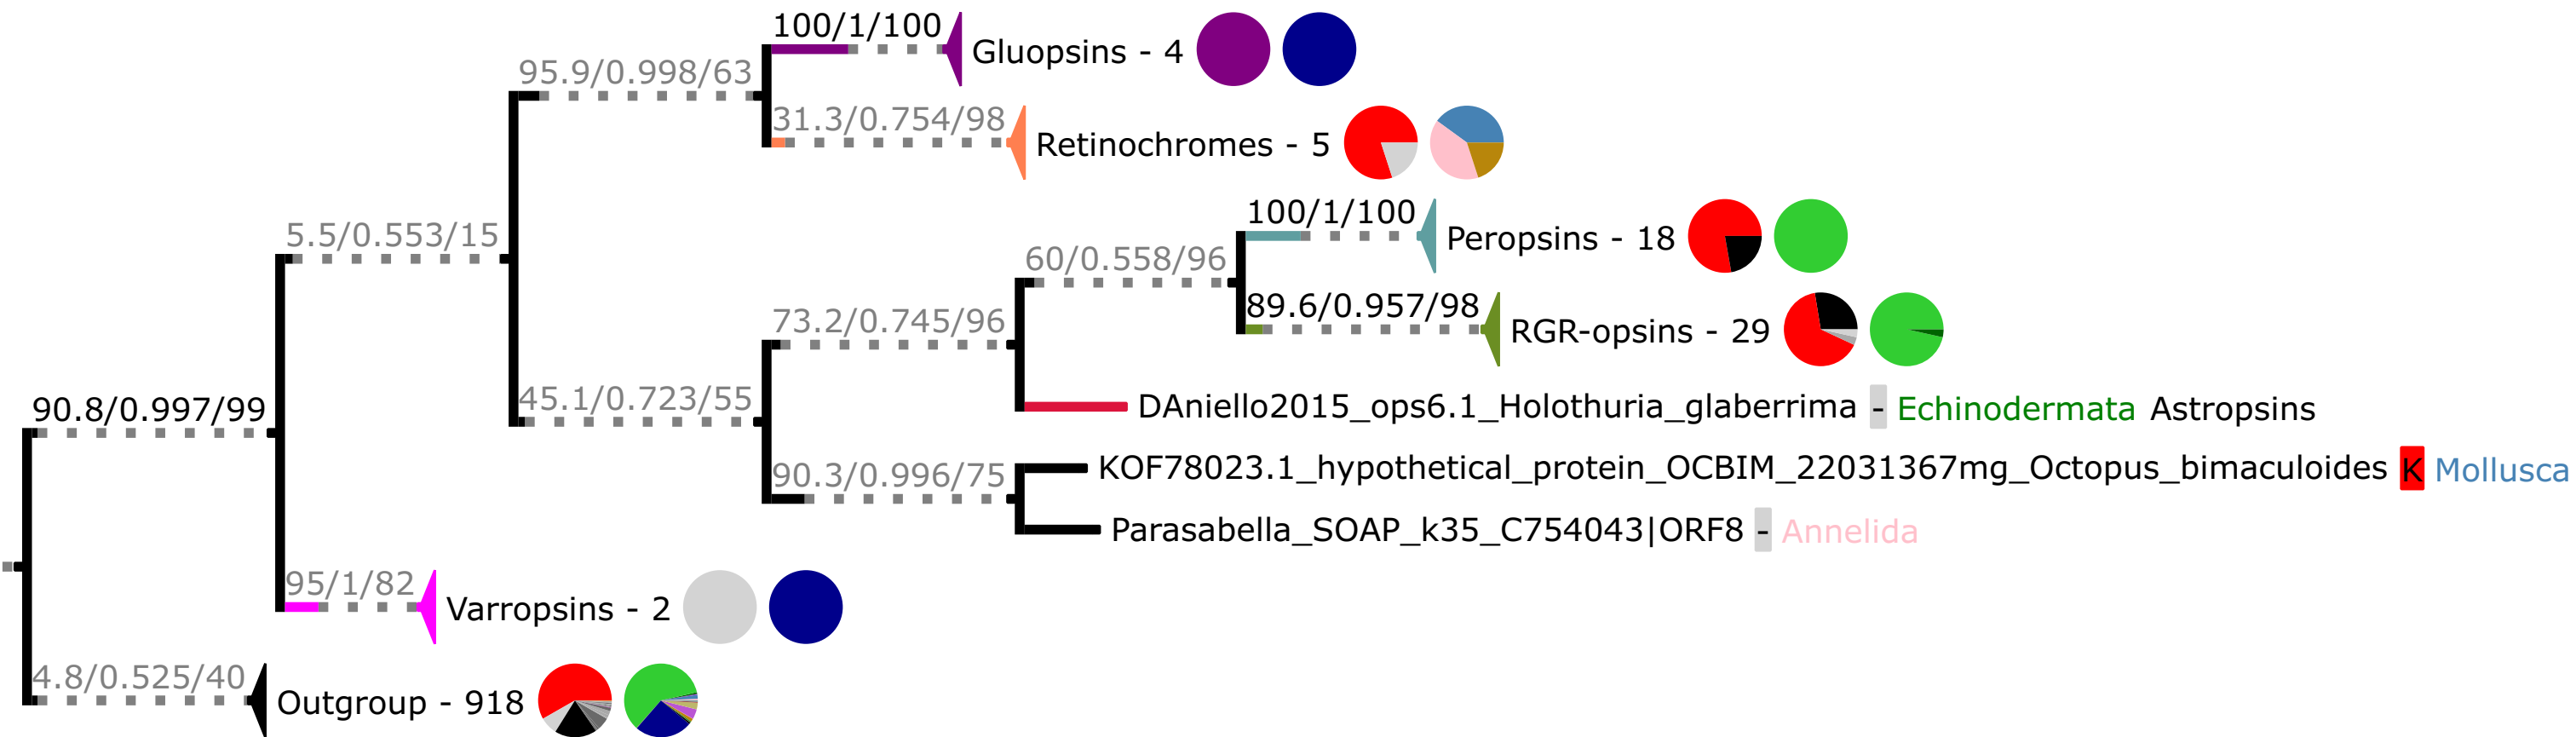 100/1/100
Gluopsins - 4
95.9/0.998/63
31.3/0.754/98
Retinochromes - 5
100/1/100
Peropsins - 18
5.5/0.553/15
60/0.558/96
89.6/0.957/98
RGR-opsins - 29
73.2/0.745/96
45.1/0.723/55
DAniello2015_ops6.1_Holothuria_glaberrima - Echinodermata Astropsins
90.8/0.997/99
KOF78023.1_hypothetical_protein_OCBIM_22031367mg_Octopus_bimaculoides K Mollusca
90.3/0.996/75
Parasabella_SOAP_k35_C754043|ORF8 - Annelida
95/1/82
Varropsins - 2
4.8/0.525/40
Outgroup - 918